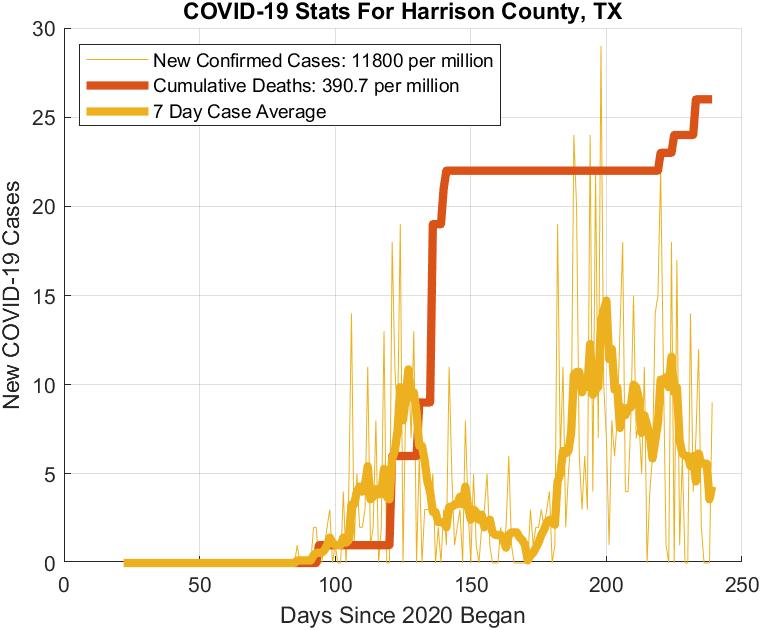 COVID-19 Stats For Harrison County, TX
30
25
20
15
10
5
0
New COVID-19 Cases
New Confirmed Cases: 11800 per million
Cumulative Deaths: 390.7 per million
7 Day Case Average
0
50
100
150
200
250
Days Since 2020 Began